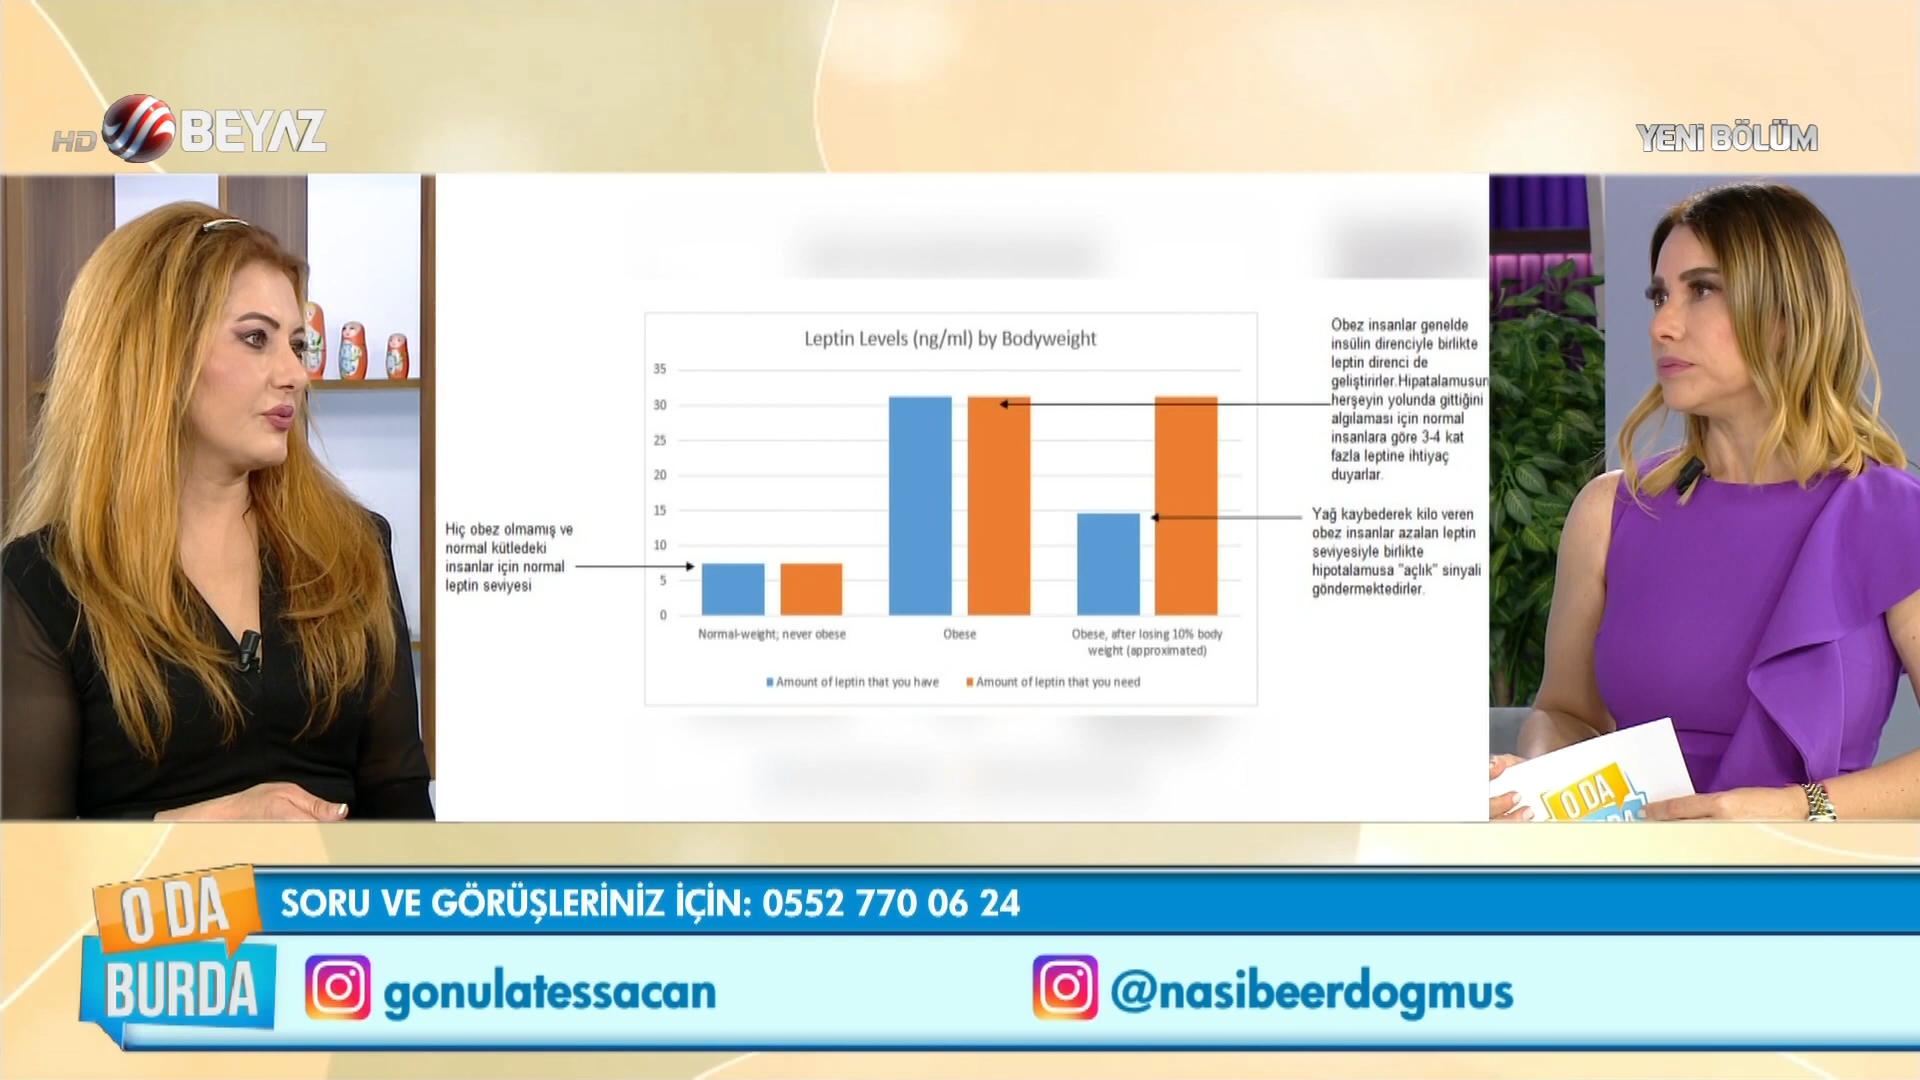 HD BEYAZ
YENİ BÖLÜM
Leptin Levels (ng/ml) by Bodyweight
35
30
25
20
15
10
5
0
Normal-weight; never obese
Obese
Obese, after losing 10% body
weight (approximated)
Amount of leptin that you have
Amount of leptin that you need
Hiç obez olmamış ve
normal kütledeki
insanlar için normal
leptin seviyesi
Obez insanlar genelde
insülin direnciyle birlikte
leptin direnci de
geliştirirler.Hipatalamusun
herşeyin yolunda gittiğini
algılaması için normal
insanlara göre 3-4 kat
fazla leptine ihtiyaç
duyarlar.
Yağ kaybederek kilo veren
obez insanlar azalan leptin
seviyesiyle birlikte
hipotalamusa "açlık" sinyali
göndermektedirler.
O DA
O DA
BURDA
SORU VE GÖRÜŞLERİNİZ İÇİN: 0552 770 06 24
gonulatessacan
@nasibeerdogmus